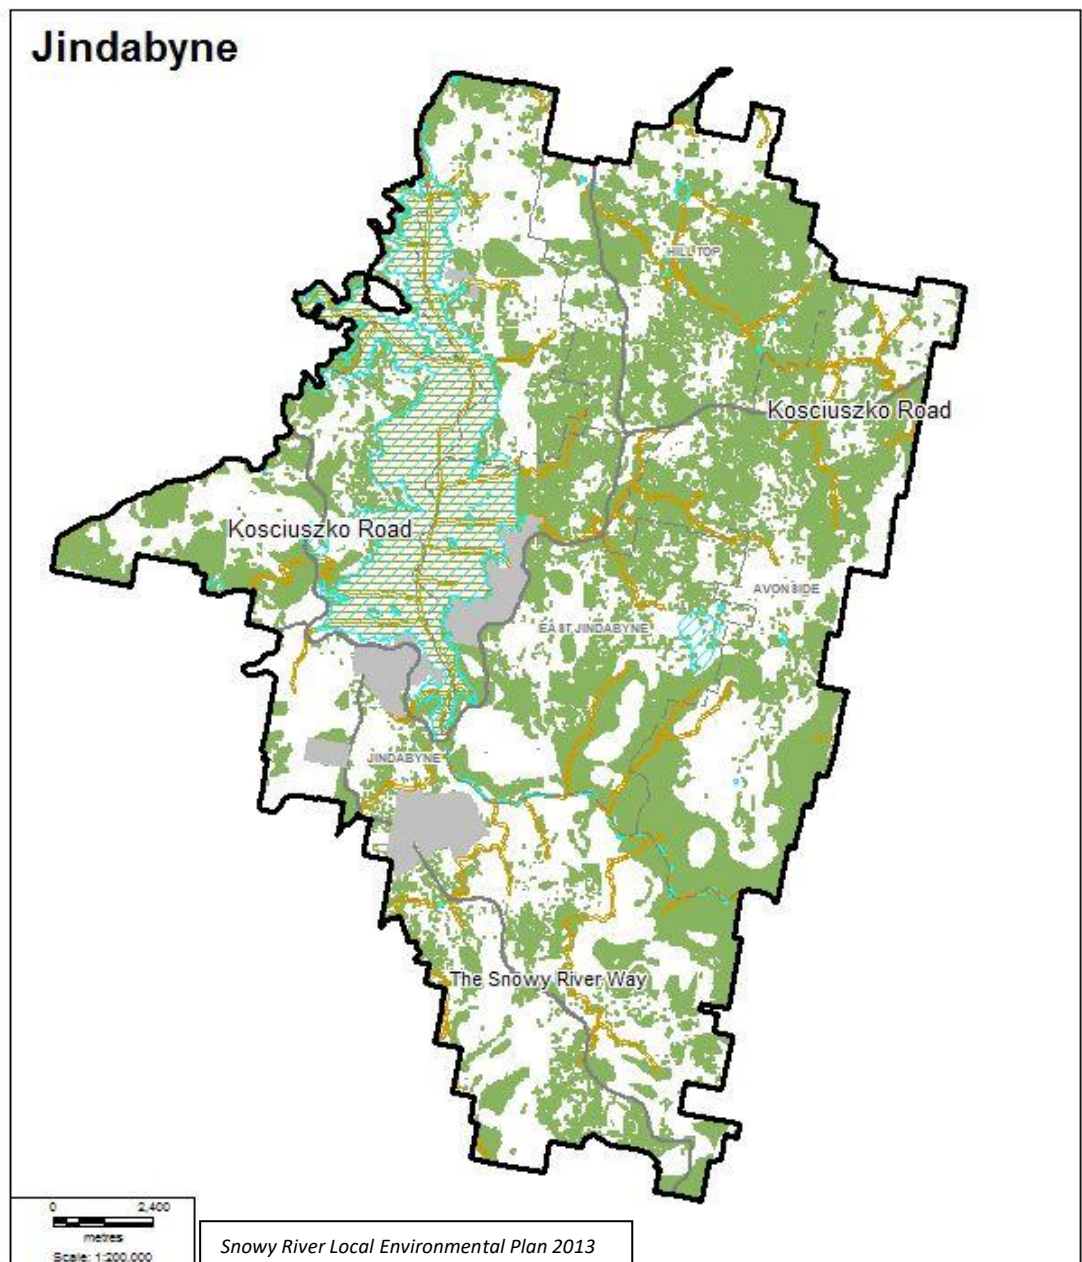 Jindabyne
HILL TOP
Kosciuszko Road
Kosciuszko Road
AVONSIDE
EAST JINDABYNE
JINDABYNE
The Snowy River Way
0 2,400
metres
Scale: 1:200,000
Snowy River Local Environmental Plan 2013